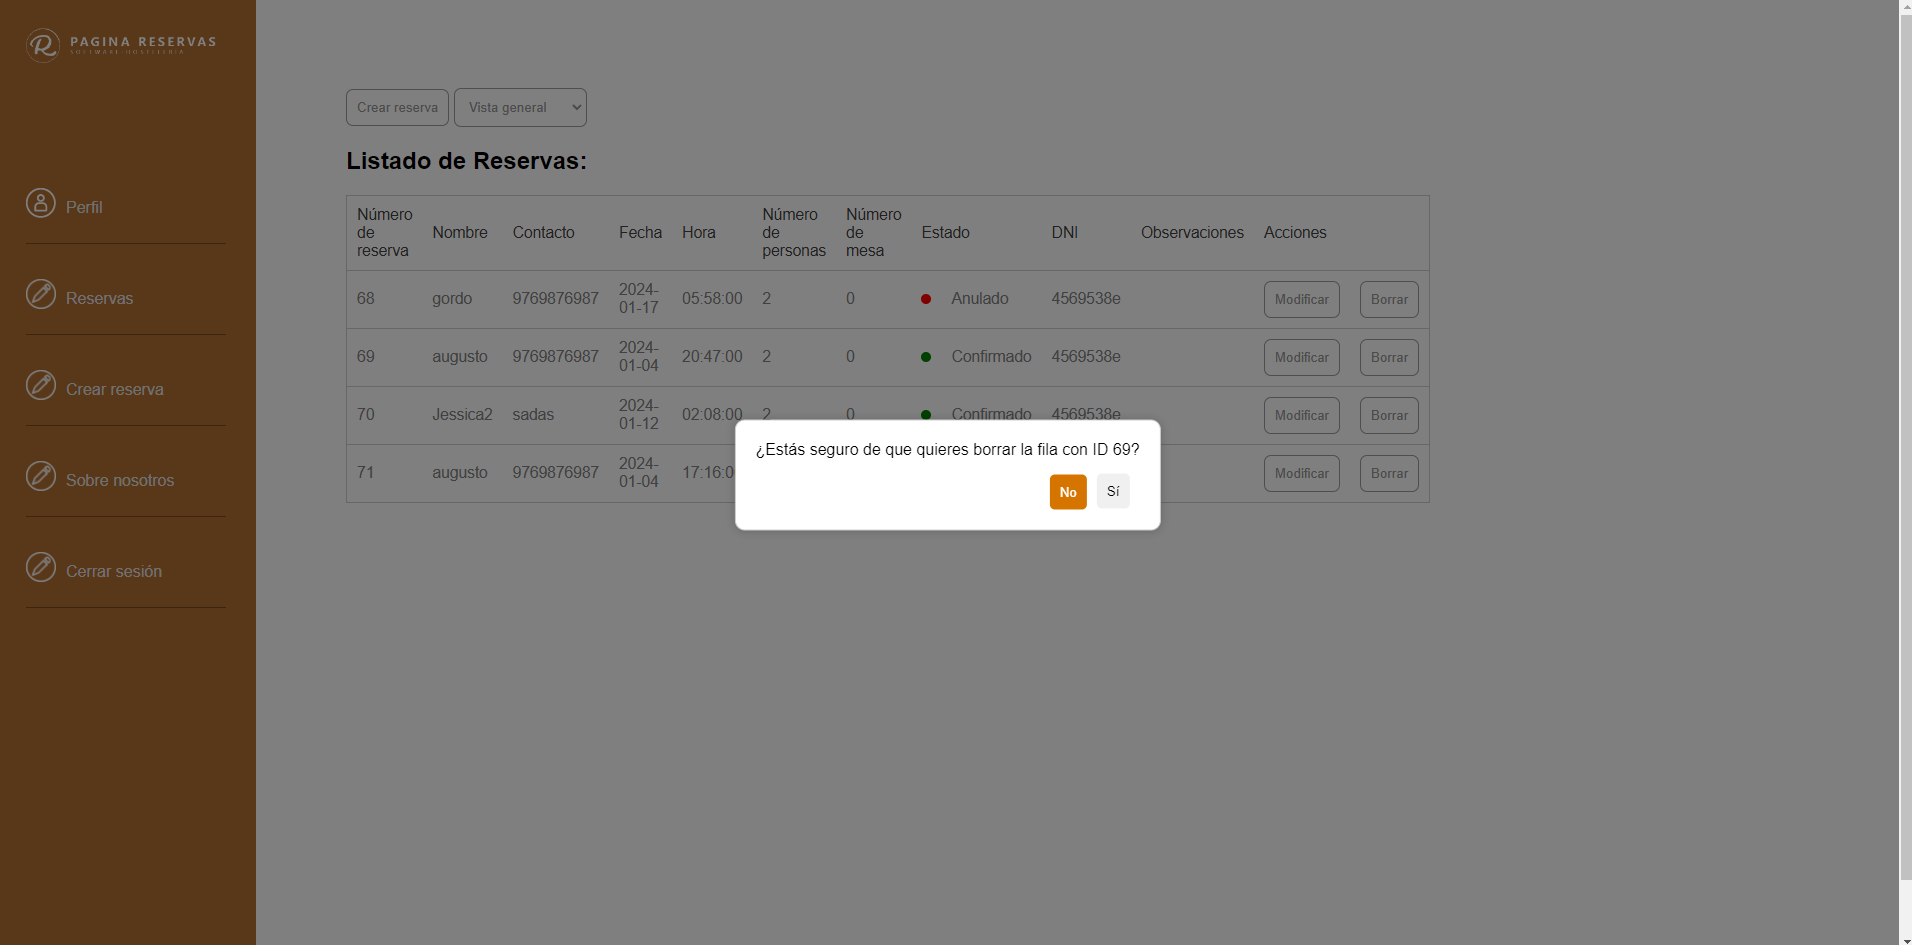 PAGINA RESERVAS
SOFTWARE HOSTELERIA
Perfil
Reservas
Crear reserva
Sobre nosotros
Cerrar sesión
Crear reserva Vista general
Listado de Reservas:
Número de reserva Nombre Contacto Fecha Hora Número de personas Número de mesa Estado DNI Observaciones Acciones
68 gordo 9769876987 2024-01-17 05:58:00 2 0 Anulado 4569538e Modificar Borrar
69 augusto 9769876987 2024-01-04 20:47:00 2 0 Confirmado 4569538e Modificar Borrar
70 Jessica2 sadas 2024-01-12 02:08:00 2 0 Confirmado 4569538e Modificar Borrar
71 augusto 9769876987 2024-01-04 17:16:0 Modificar Borrar
¿Estás seguro de que quieres borrar la fila con ID 69?
No Sí